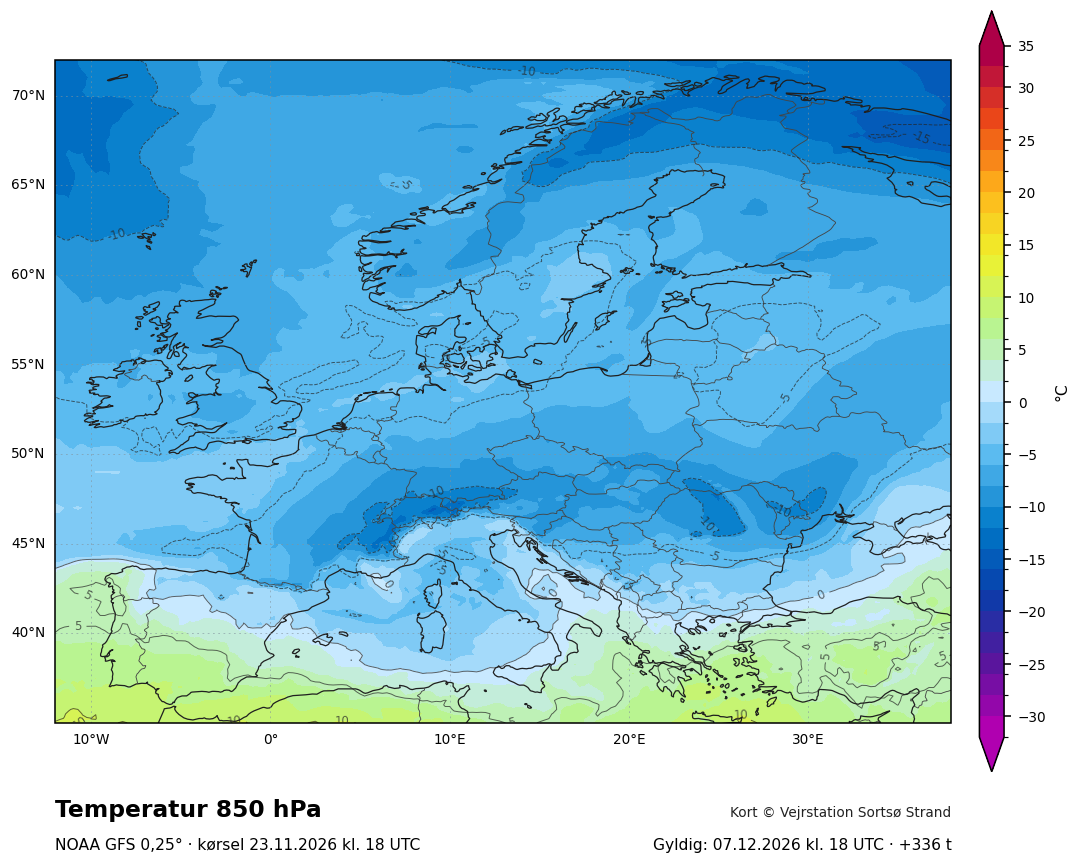 70°N
65°N
60°N
55°N
50°N
45°N
40°N
10°W
0°
10°E
20°E
30°E
35
30
25
20
15
10
5
0
−5
−10
−15
−20
−25
−30
°C
Temperatur 850 hPa
Kort © Vejrstation Sortsø Strand
NOAA GFS 0,25° · kørsel 23.11.2026 kl. 18 UTC
Gyldig: 07.12.2026 kl. 18 UTC · +336 t